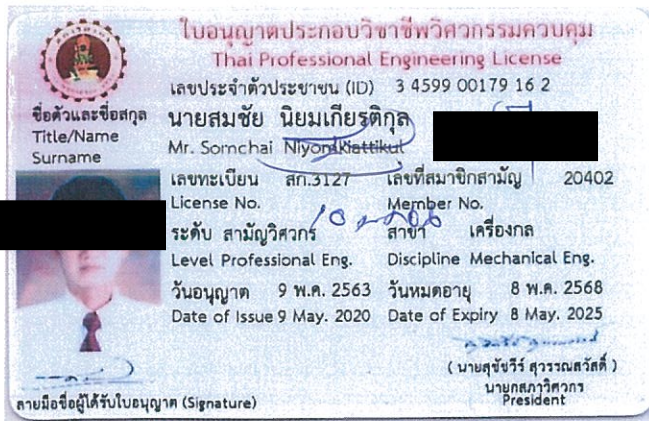 ใบอนุญาตประกอบวิชาชีพวิศวกรรมควบคุม
Thai Professional Engineering License
เลขประจำตัวประชาชน (ID) 3 4599 00179 16 2
ชื่อตัวและชื่อสกุล นายสมชัย นิยมเกียรติกุล
Title/Name Mr. Somchai Niyomkiattikul
Surname
เลขทะเบียน สก.3127 เลขที่สมาชิกสามัญ 20402
License No. Member No.
ระดับ สามัญวิศวกร สาขา เครื่องกล
Level Professional Eng. Discipline Mechanical Eng.
วันอนุญาต 9 พ.ค. 2563 วันหมดอายุ 8 พ.ค. 2568
Date of Issue 9 May. 2020 Date of Expiry 8 May. 2025
( นายสุชัชวีร์ สุวรรณสวัสดิ์ )
นายกสภาวิศวกร
President
ลายมือชื่อผู้ได้รับใบอนุญาต (Signature)